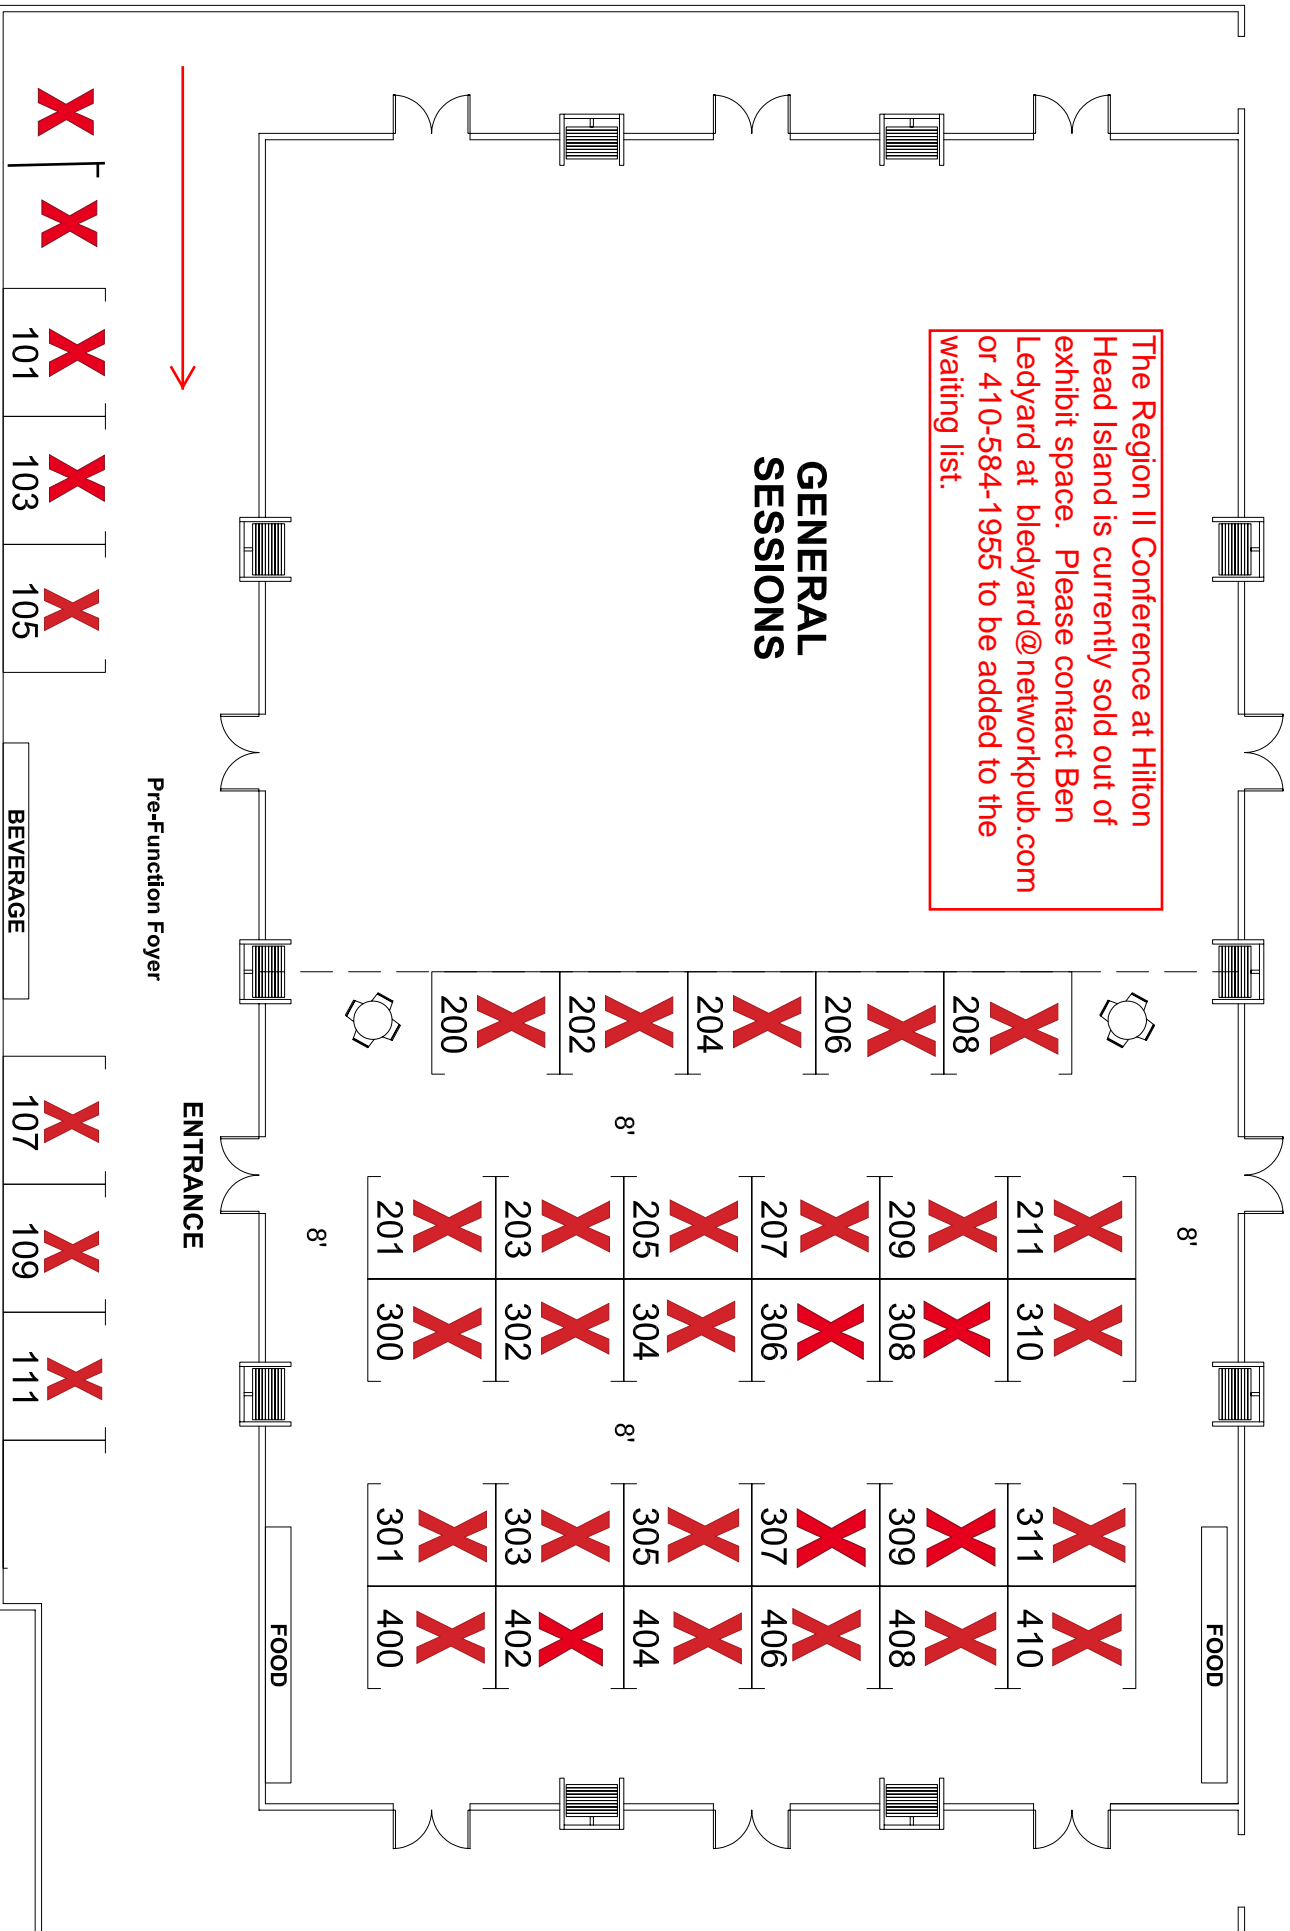 The Region II Conference at Hilton
Head Island is currently sold out of
exhibit space.  Please contact Ben
Ledyard at  bledyard@networkpub.com
or 410-584-1955 to be added to the
waiting list.
GENERAL
SESSIONS
208
206
204
202
200
8'
8'
211
209
207
205
203
201
8'
310
308
306
304
302
300
8'
311
309
307
305
303
301
410
408
406
404
402
400
FOOD
FOOD
ENTRANCE
Pre-Function Foyer
X
X
101
103
105
BEVERAGE
107
109
111